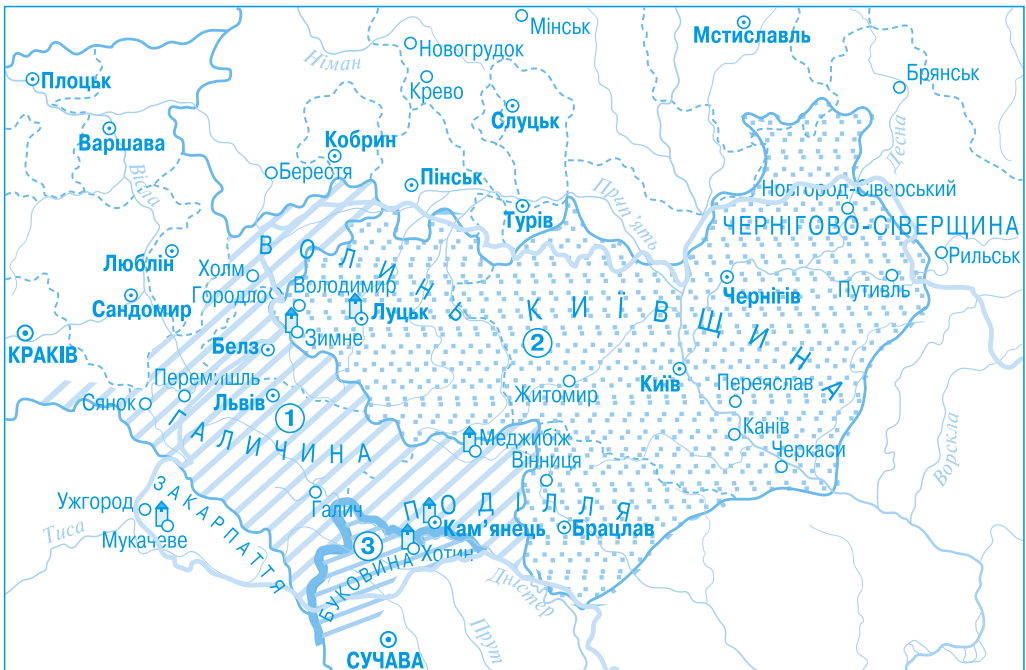 Мінськ
Мстиславль
Новогрудок
Німан
Брянськ
Плоцьк
Крево
Слуцьк
Варшава
Кобрин
Десна
Берестя
Пінськ
Вісла
Прип’ять
Новгород-Сіверський
Турів
ЧЕРНІГОВО-СІВЕРЩИНА
ВОЛИНЬ
Рильськ
Люблін
Холм
Володимир
Чернігів
Путивль
Городло
Сандомир
Луцьк
КИЇВЩИНА
КРАКІВ
Белз
Зимне
2
Перемишль
Житомир
Київ
Переяслав
Сянок
Львів
1
ГАЛИЧИНА
Меджибіж
Канів
Ворскла
Вінниця
Черкаси
Ужгород
ЗАКАРПАТТЯ
Галич
ПОДІЛЛЯ
Тиса
Мукачеве
Кам’янець
Брацлав
3
Хотин
БУКОВИНА
Дністер
Прут
СУЧАВА